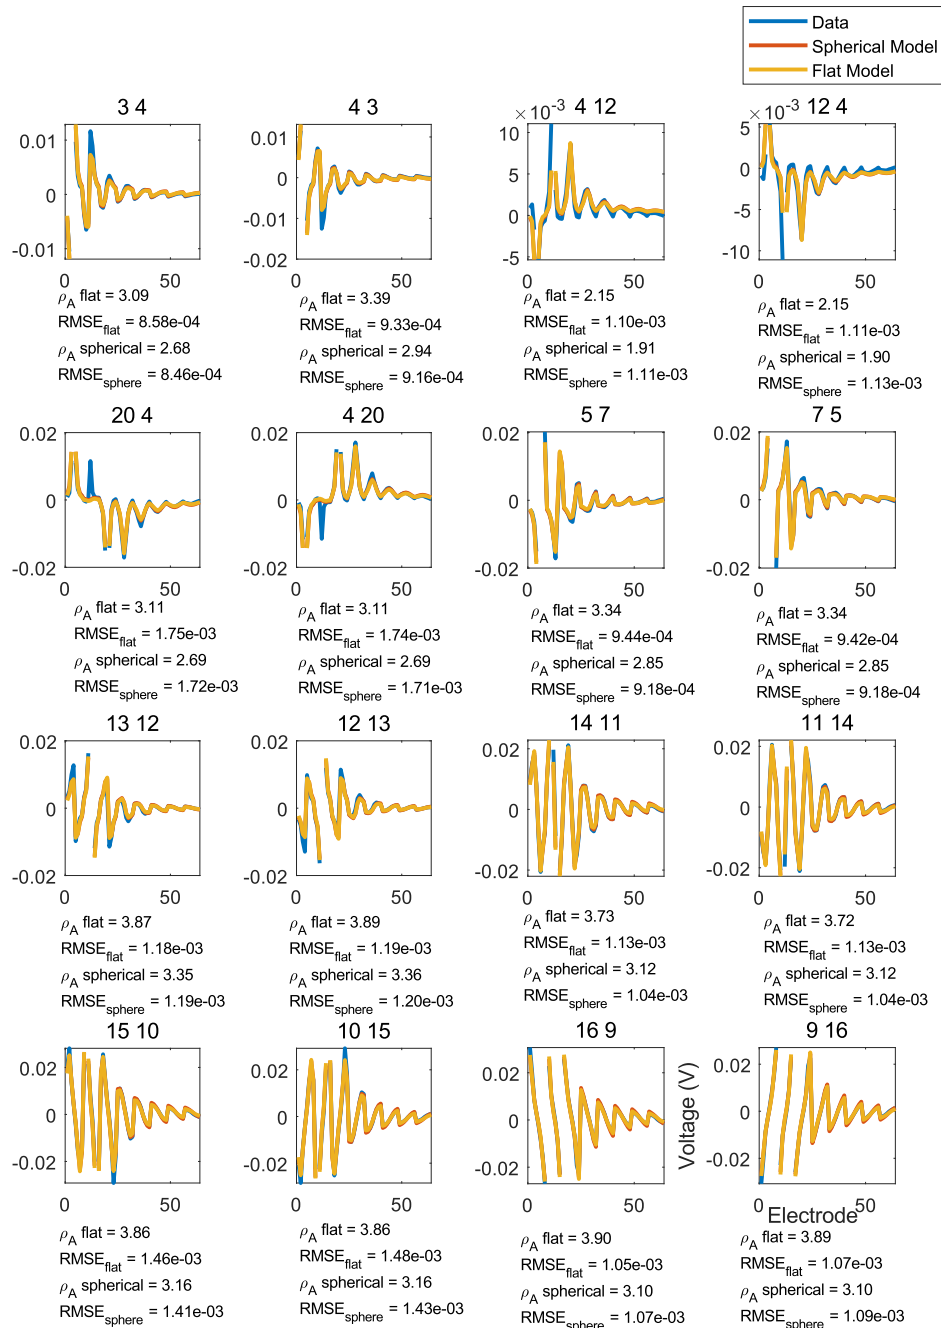 Data
Spherical Model
Flat Model
3 4
0.01
0
-0.01
0 50
ρA flat = 3.09
RMSEflat = 8.58e-04
ρA spherical = 2.68
RMSEsphere = 8.46e-04
4 3
0.01
0
-0.01
-0.02
0 50
ρA flat = 3.39
RMSEflat = 9.33e-04
ρA spherical = 2.94
RMSEsphere = 9.16e-04
× 10-3 4 12
10
5
0
-5
0 50
ρA flat = 2.15
RMSEflat = 1.10e-03
ρA spherical = 1.91
RMSEsphere = 1.11e-03
× 10-3 12 4
5
0
-5
-10
0 50
ρA flat = 2.15
RMSEflat = 1.11e-03
ρA spherical = 1.90
RMSEsphere = 1.13e-03
20 4
0.02
0
-0.02
0 50
ρA flat = 3.11
RMSEflat = 1.75e-03
ρA spherical = 2.69
RMSEsphere = 1.72e-03
4 20
0.02
0
-0.02
0 50
ρA flat = 3.11
RMSEflat = 1.74e-03
ρA spherical = 2.69
RMSEsphere = 1.71e-03
5 7
0.02
0
-0.02
0 50
ρA flat = 3.34
RMSEflat = 9.44e-04
ρA spherical = 2.85
RMSEsphere = 9.18e-04
7 5
0.02
0
-0.02
0 50
ρA flat = 3.34
RMSEflat = 9.42e-04
ρA spherical = 2.85
RMSEsphere = 9.18e-04
13 12
0.02
0
-0.02
0 50
ρA flat = 3.87
RMSEflat = 1.18e-03
ρA spherical = 3.35
RMSEsphere = 1.19e-03
12 13
0.02
0
-0.02
0 50
ρA flat = 3.89
RMSEflat = 1.19e-03
ρA spherical = 3.36
RMSEsphere = 1.20e-03
14 11
0.02
0
-0.02
0 50
ρA flat = 3.73
RMSEflat = 1.13e-03
ρA spherical = 3.12
RMSEsphere = 1.04e-03
11 14
0.02
0
-0.02
0 50
ρA flat = 3.72
RMSEflat = 1.13e-03
ρA spherical = 3.12
RMSEsphere = 1.04e-03
15 10
0.02
0
-0.02
0 50
ρA flat = 3.86
RMSEflat = 1.46e-03
ρA spherical = 3.16
RMSEsphere = 1.41e-03
10 15
0.02
0
-0.02
0 50
ρA flat = 3.86
RMSEflat = 1.48e-03
ρA spherical = 3.16
RMSEsphere = 1.43e-03
16 9
0.02
0
-0.02
0 50
ρA flat = 3.90
RMSEflat = 1.05e-03
ρA spherical = 3.10
RMSEsphere = 1.07e-03
9 16
Voltage (V)
0.02
0
-0.02
0 50
Electrode
ρA flat = 3.89
RMSEflat = 1.07e-03
ρA spherical = 3.10
RMSEsphere = 1.09e-03